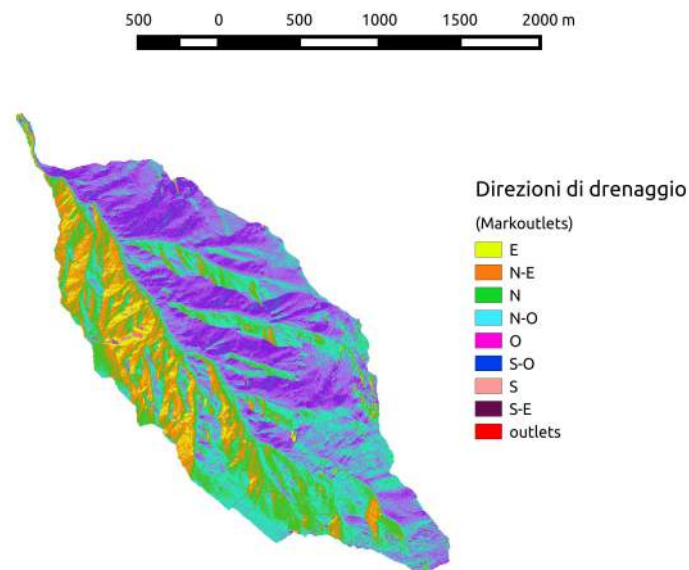 500 0 500 1000 1500 2000 m
Direzioni di drenaggio
(Markoutlets)
E
N-E
N
N-O
O
S-O
S
S-E
outlets